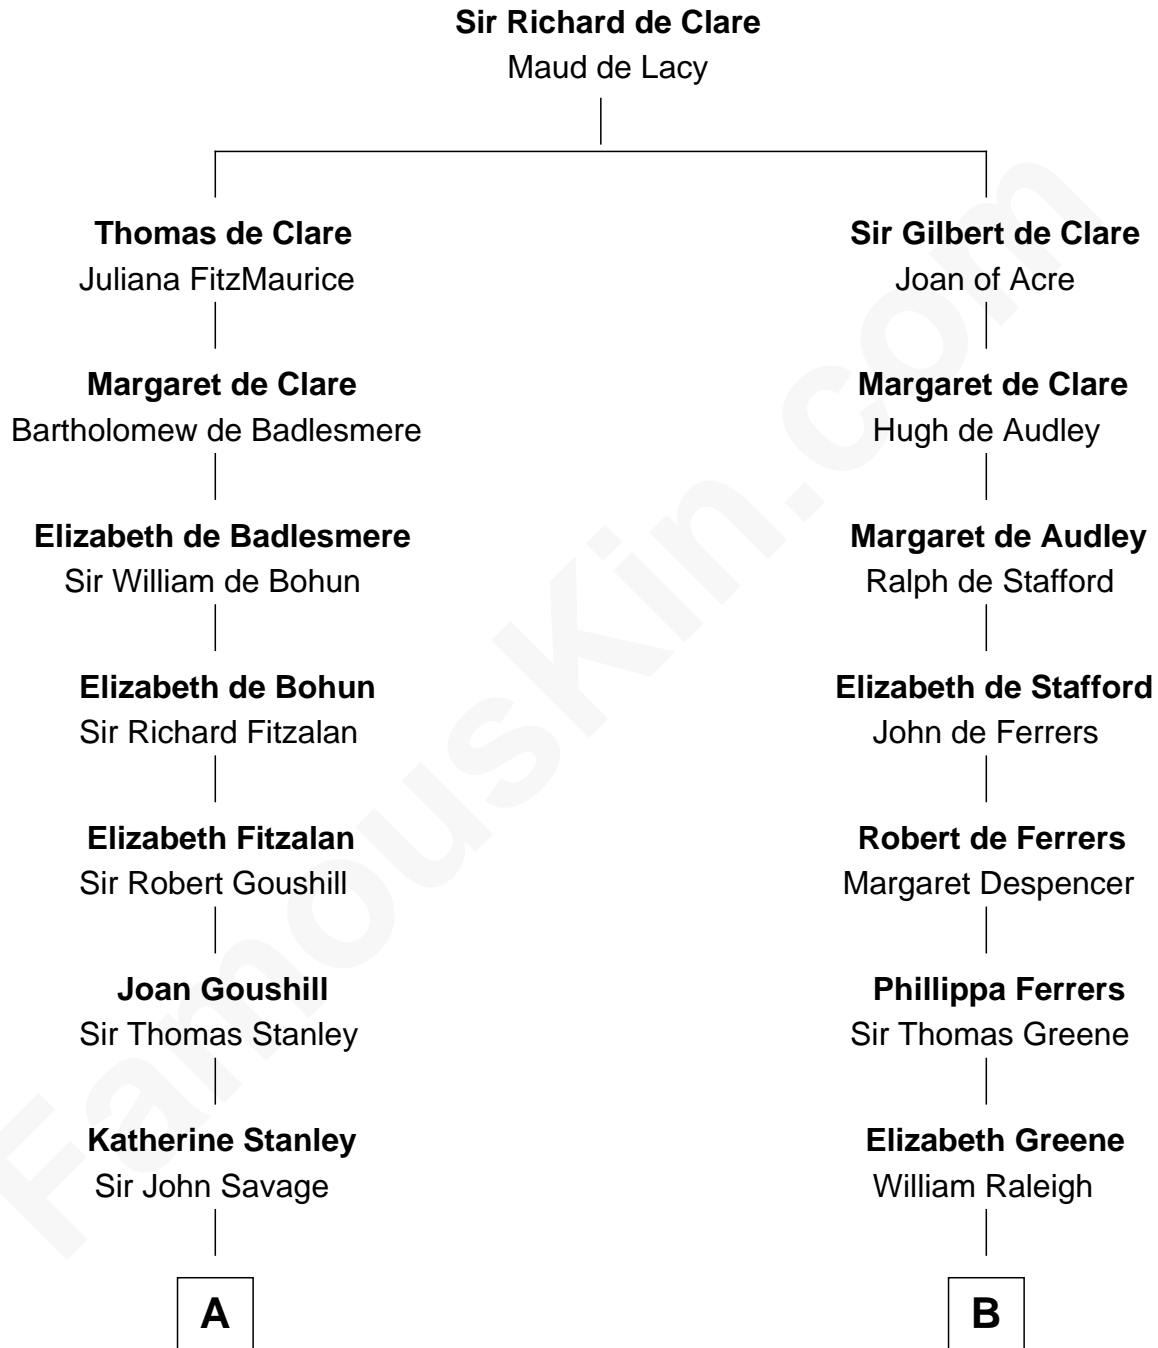 Sir Richard de Clare
Maud de Lacy
Thomas de Clare
Juliana FitzMaurice
Sir Gilbert de Clare
Joan of Acre
Margaret de Clare
Bartholomew de Badlesmere
Margaret de Clare
Hugh de Audley
Elizabeth de Badlesmere
Sir William de Bohun
Margaret de Audley
Ralph de Stafford
Elizabeth de Bohun
Sir Richard Fitzalan
Elizabeth de Stafford
John de Ferrers
Elizabeth Fitzalan
Sir Robert Goushill
Robert de Ferrers
Margaret Despencer
Joan Goushill
Sir Thomas Stanley
Phillippa Ferrers
Sir Thomas Greene
Katherine Stanley
Sir John Savage
Elizabeth Greene
William Raleigh
A
B
FamousKin.com